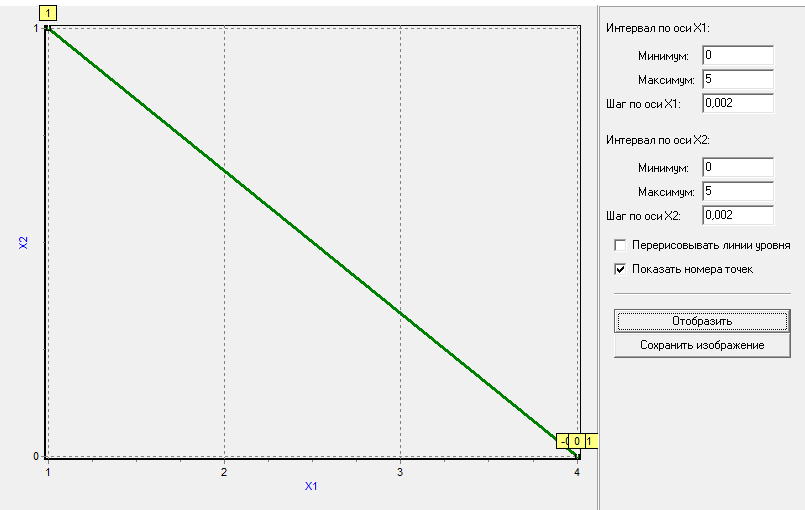 1
1
X2
0
-0 0 1
1 2 3 4
X1
Интервал по оси X1:
Минимум: 0
Максимум: 5
Шаг по оси X1: 0,002
Интервал по оси X2:
Минимум: 0
Максимум: 5
Шаг по оси X2: 0,002
Перерисовывать линии уровня
Показать номера точек
Отобразить
Сохранить изображение